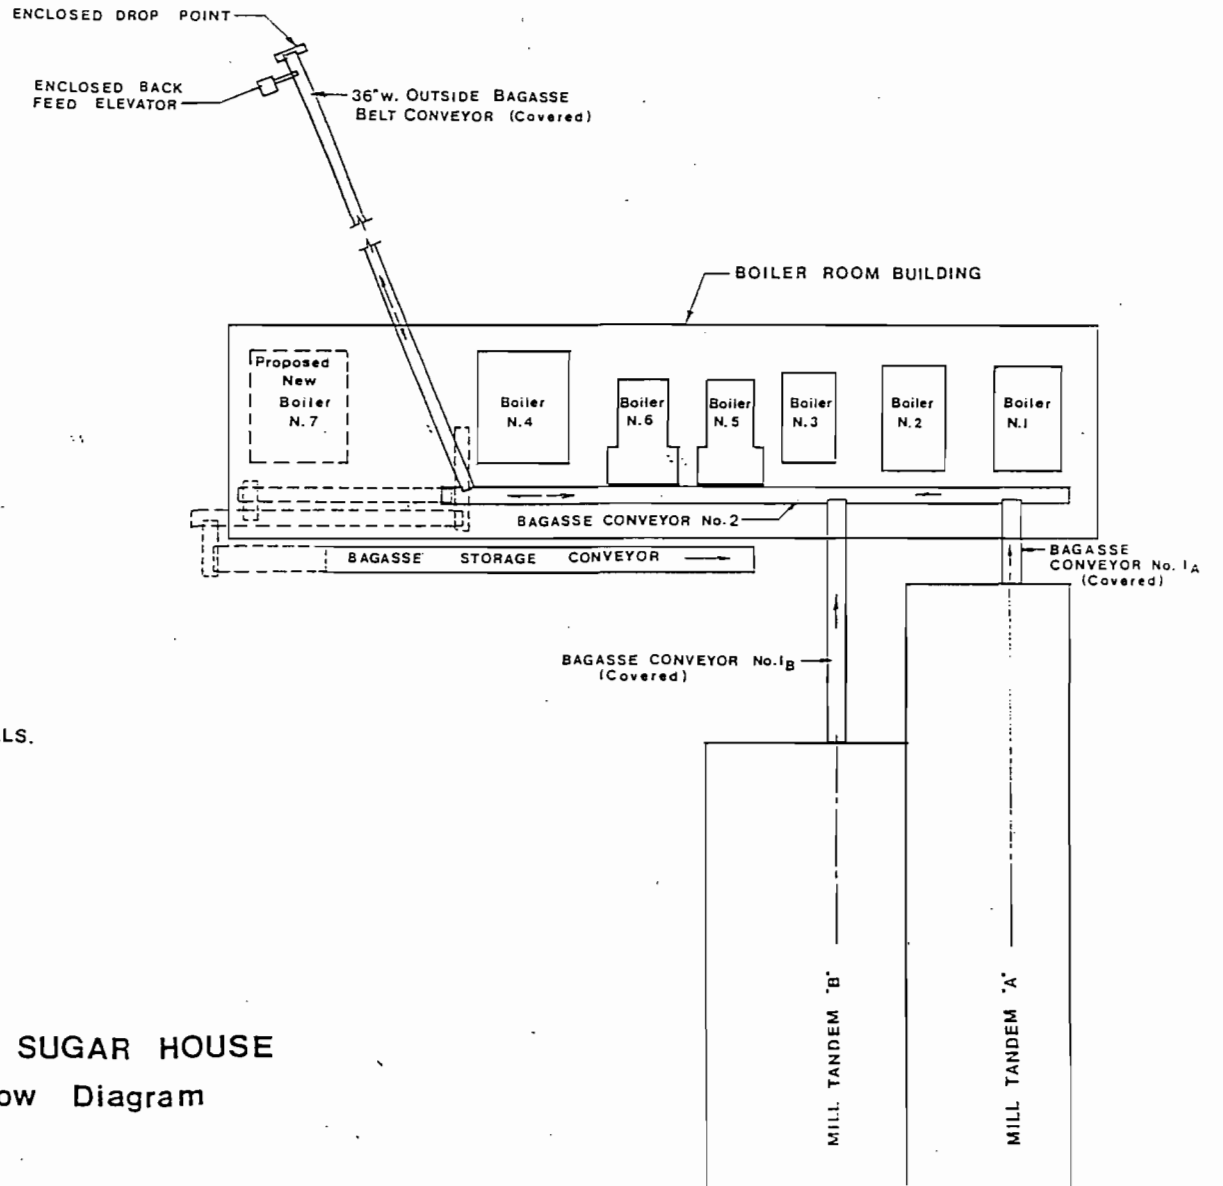 ENCLOSED DROP POINT
ENCLOSED BACK
FEED ELEVATOR
36"w. OUTSIDE BAGASSE
BELT CONVEYOR (Covered)
BOILER ROOM BUILDING
Proposed
New
Boiler
N.7
Boiler
N.4
Boiler
N.6
Boiler
N.5
Boiler
N.3
Boiler
N.2
Boiler
N.1
BAGASSE CONVEYOR No.2
BAGASSE STORAGE CONVEYOR
BAGASSE
CONVEYOR No. 1A
(Covered)
BAGASSE CONVEYOR No.1B
(Covered)
LS.
MILL TANDEM "B"
MILL TANDEM "A"
SUGAR HOUSE
ow Diagram